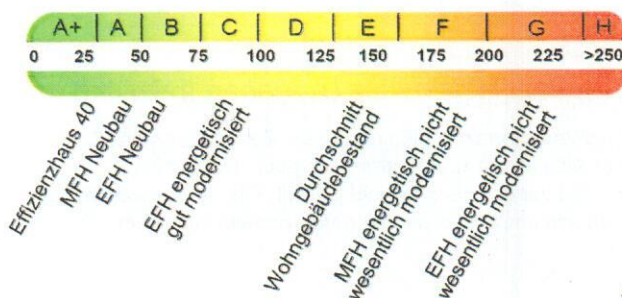 A+ A B C D E F G H
0 25 50 75 100 125 150 175 200 225 >250
Effizienzhaus 40
MFH Neubau
EFH Neubau
EFH energetisch
gut modernisiert
Durchschnitt
Wohngebäudebestand
MFH energetisch nicht
wesentlich modernisiert
EFH energetisch nicht
wesentlich modernisiert